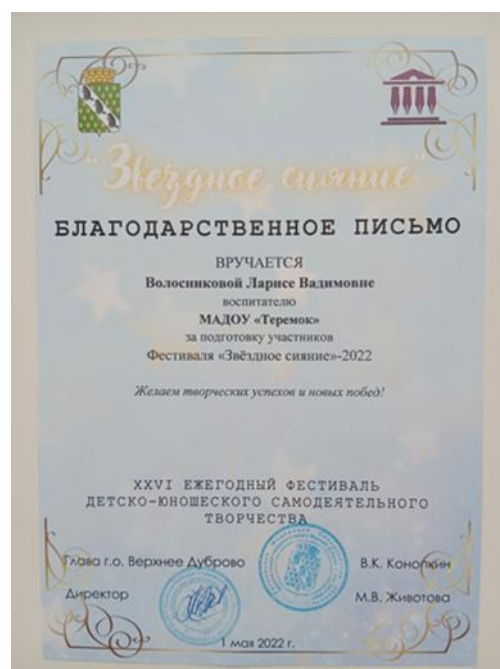 "Звездное сияние"
БЛАГОДАРСТВЕННОЕ ПИСЬМО
ВРУЧАЕТСЯ
Волосниковой Ларисе Вадимовне
воспитателю
МАДОУ «Теремок»
за подготовку участников
Фестиваля «Звёздное сияние»-2022
Желаем творческих успехов и новых побед!
XXVI ЕЖЕГОДНЫЙ ФЕСТИВАЛЬ
ДЕТСКО-ЮНОШЕСКОГО САМОДЕЯТЕЛЬНОГО
ТВОРЧЕСТВА
Глава г.о. Верхнее Дуброво В.К. Конопкин
Директор М.В. Животова
1 мая 2022 г.